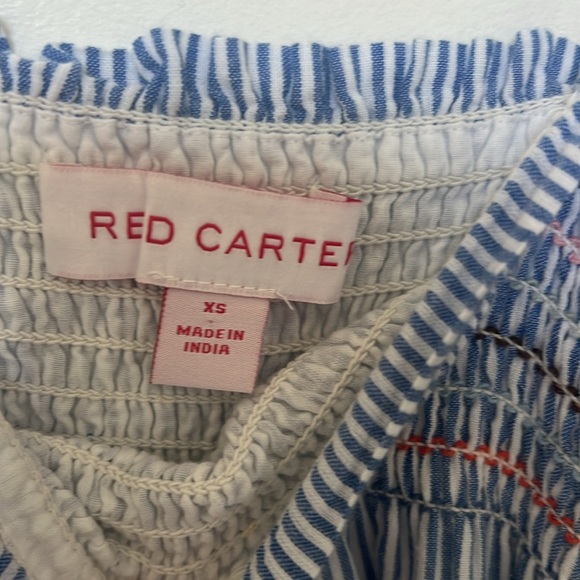 RED CARTER
XS
MADE IN
INDIA